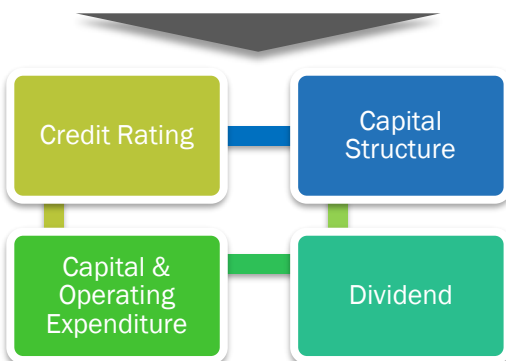 Credit Rating
Capital
Structure
Capital &
Operating
Expenditure
Dividend